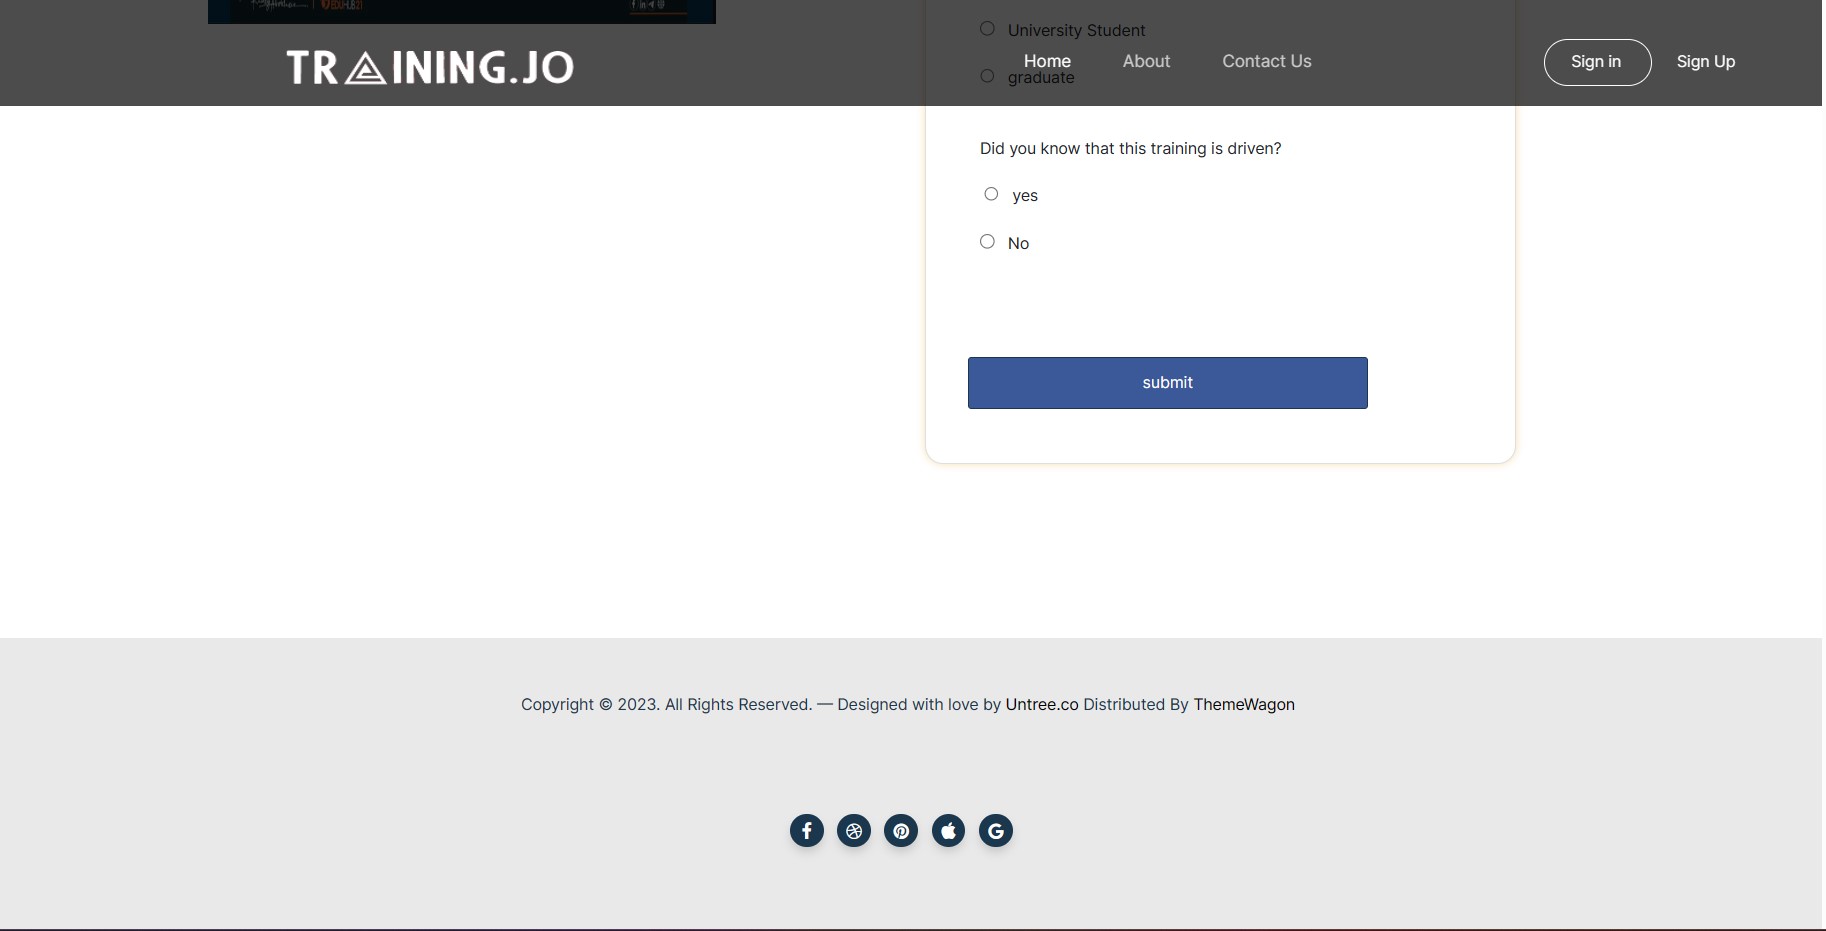 EDU-LIB21
University Student
TRAINING.JO
Home
About
Contact Us
Sign in
Sign Up
graduate
Did you know that this training is driven?
yes
No
submit
Copyright © 2023. All Rights Reserved. — Designed with love by Untree.co Distributed By ThemeWagon